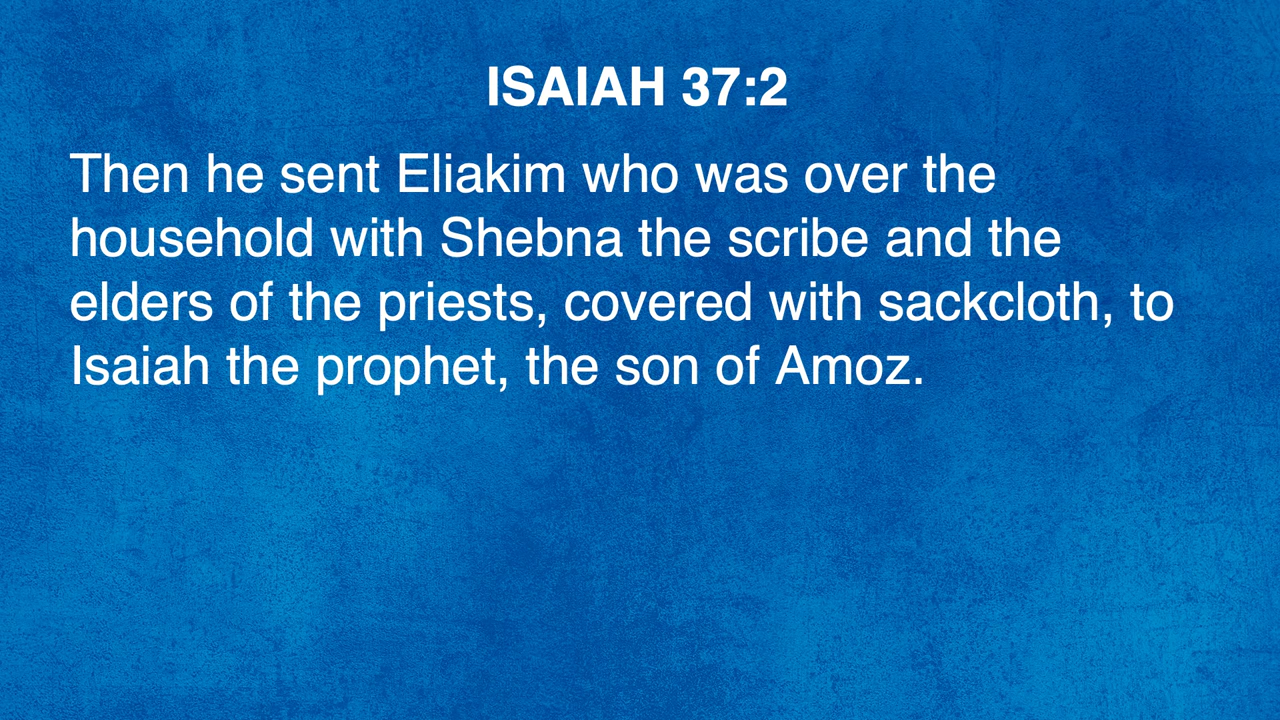 ISAIAH 37:2
Then he sent Eliakim who was over the
household with Shebna the scribe and the
elders of the priests, covered with sackcloth, to
Isaiah the prophet, the son of Amoz.